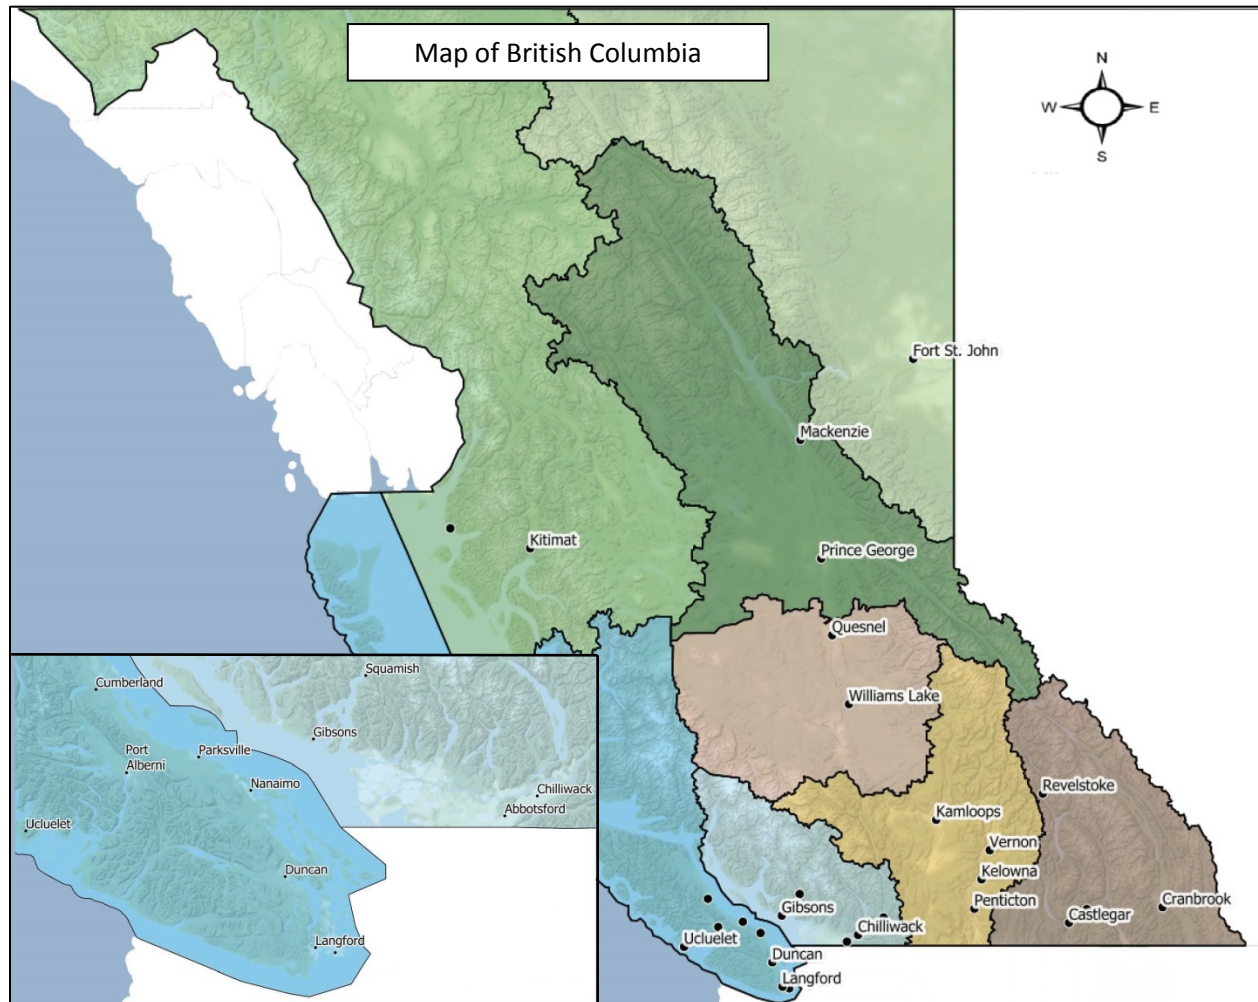 Map of British Columbia
N
W
E
S
Fort St. John
Mackenzie
Kitimat
Prince George
Quesnel
Williams Lake
Revelstoke
Kamloops
Vernon
Kelowna
Penticton
Cranbrook
Castlegar
Gibsons
Chilliwack
Ucluelet
Duncan
Langford
Squamish
Cumberland
Gibsons
Port
Alberni
Parksville
Nanaimo
Chilliwack
Abbotsford
Ucluelet
Duncan
Langford